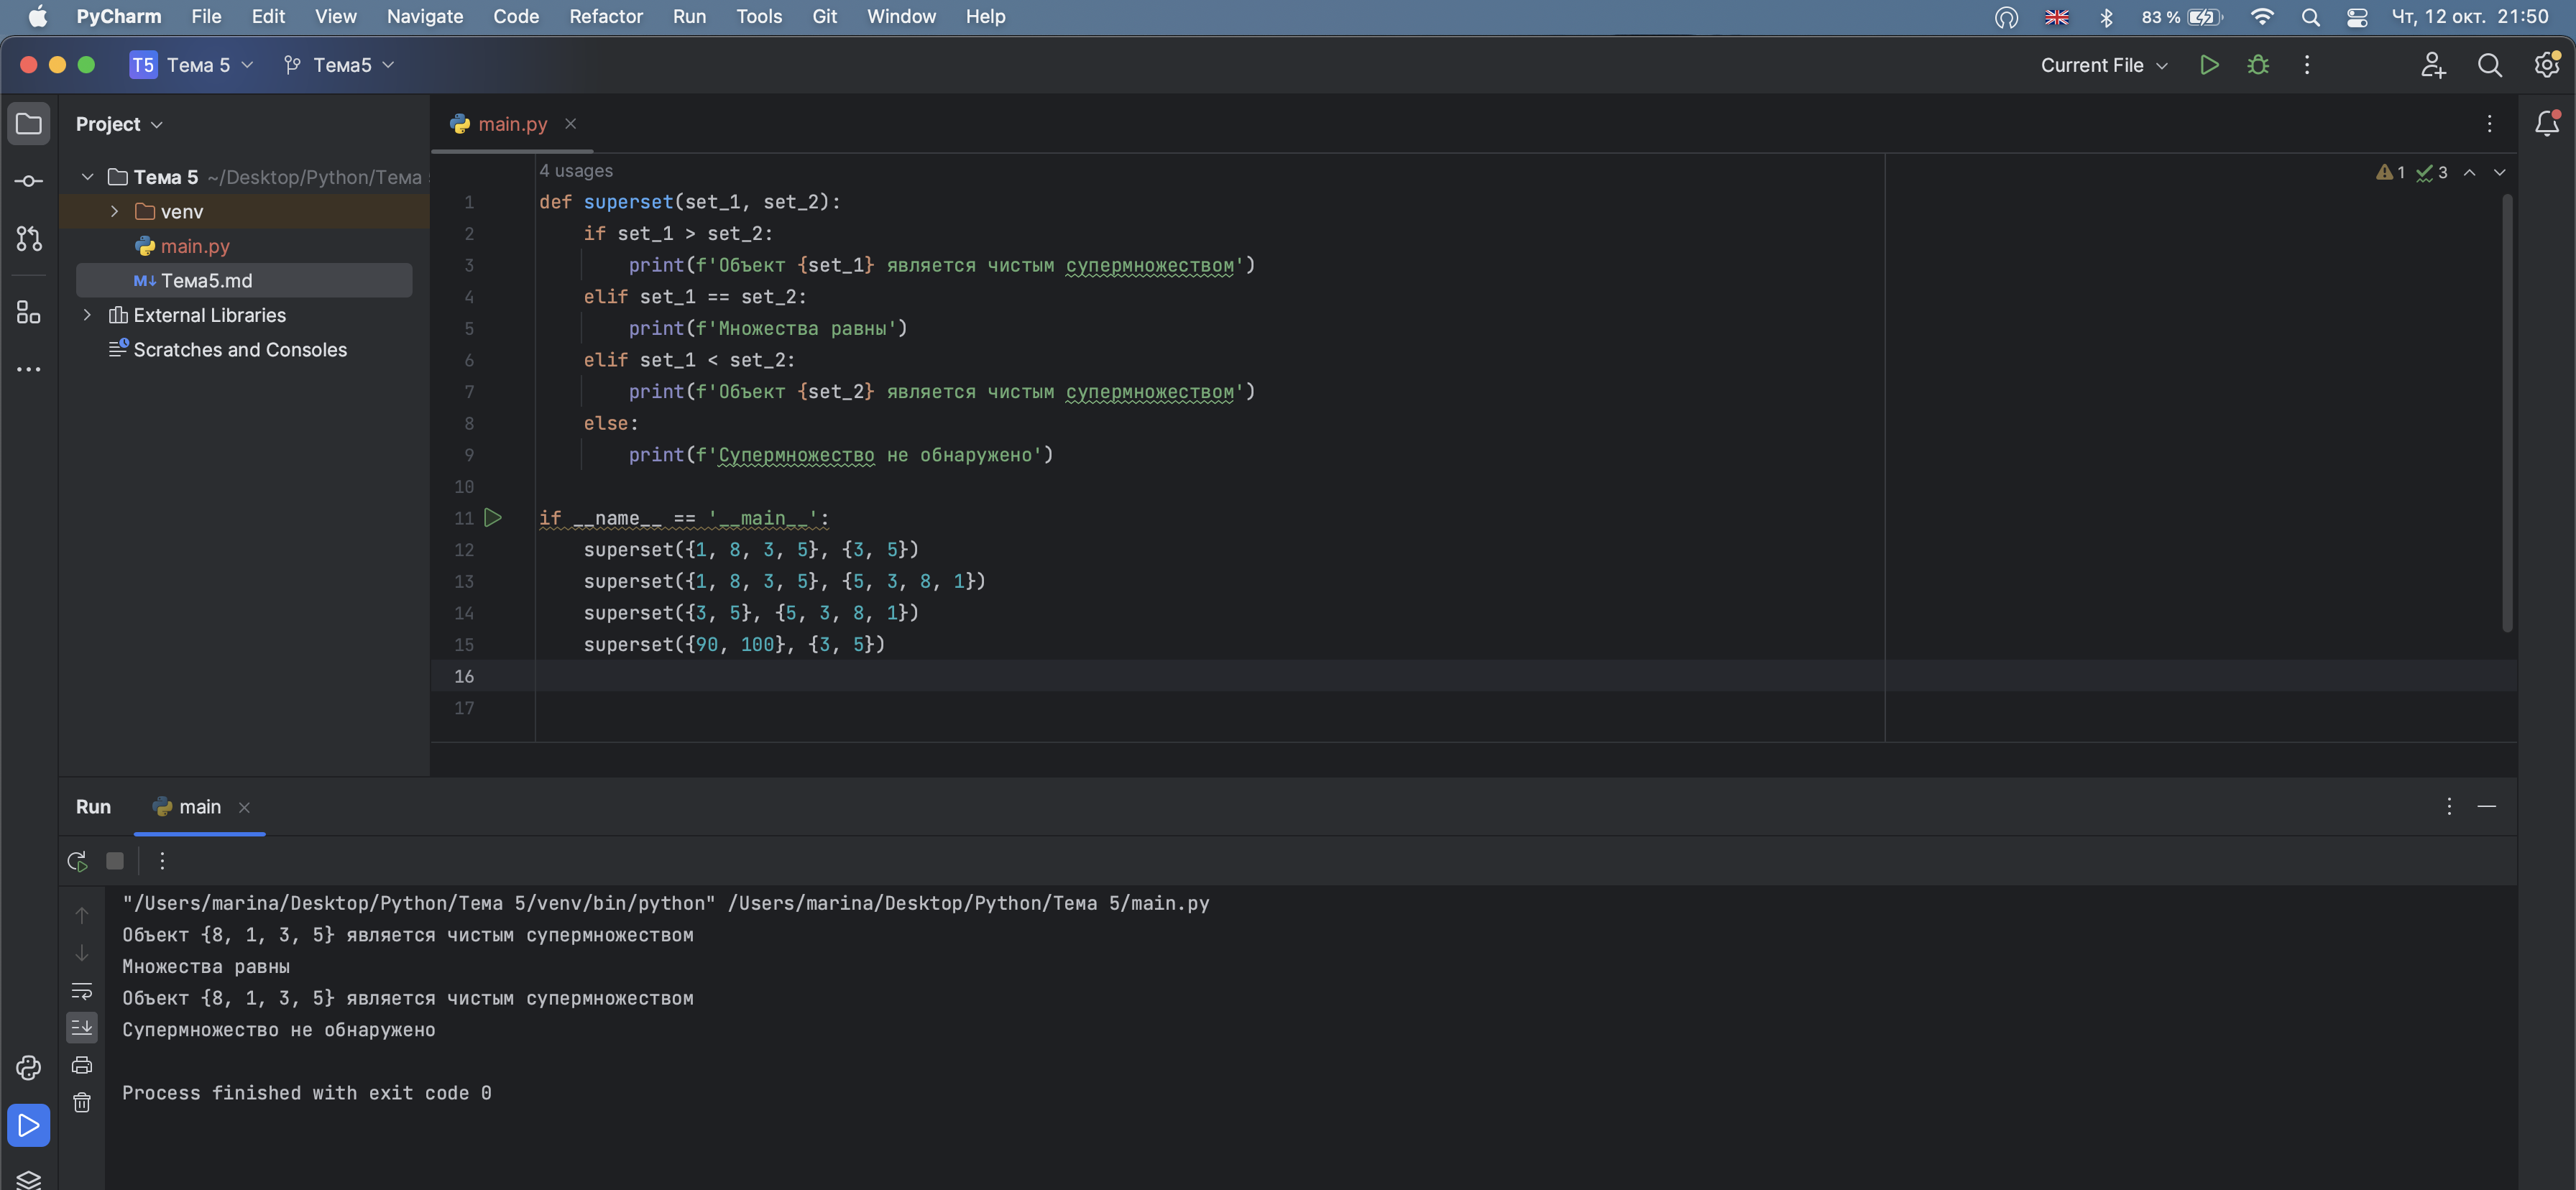 PyCharm File Edit View Navigate Code Refactor Run Tools Git Window Help 83 % Чт, 12 окт. 21:50
T5 Тема 5 Тема5 Current File
Project
main.py
Тема 5 ~/Desktop/Python/Тема
venv
main.py
M↓ Тема5.md
External Libraries
Scratches and Consoles
4 usages
1 3
1 def superset(set_1, set_2):
2 if set_1 > set_2:
3 print(f'Объект {set_1} является чистым супермножеством')
4 elif set_1 == set_2:
5 print(f'Множества равны')
6 elif set_1 < set_2:
7 print(f'Объект {set_2} является чистым супермножеством')
8 else:
9 print(f'Супермножество не обнаружено')
10
11 if __name__ == '__main__':
12 superset({1, 8, 3, 5}, {3, 5})
13 superset({1, 8, 3, 5}, {5, 3, 8, 1})
14 superset({3, 5}, {5, 3, 8, 1})
15 superset({90, 100}, {3, 5})
16
17
Run main
"/Users/marina/Desktop/Python/Тема 5/venv/bin/python" /Users/marina/Desktop/Python/Тема 5/main.py
Объект {8, 1, 3, 5} является чистым супермножеством
Множества равны
Объект {8, 1, 3, 5} является чистым супермножеством
Супермножество не обнаружено
Process finished with exit code 0